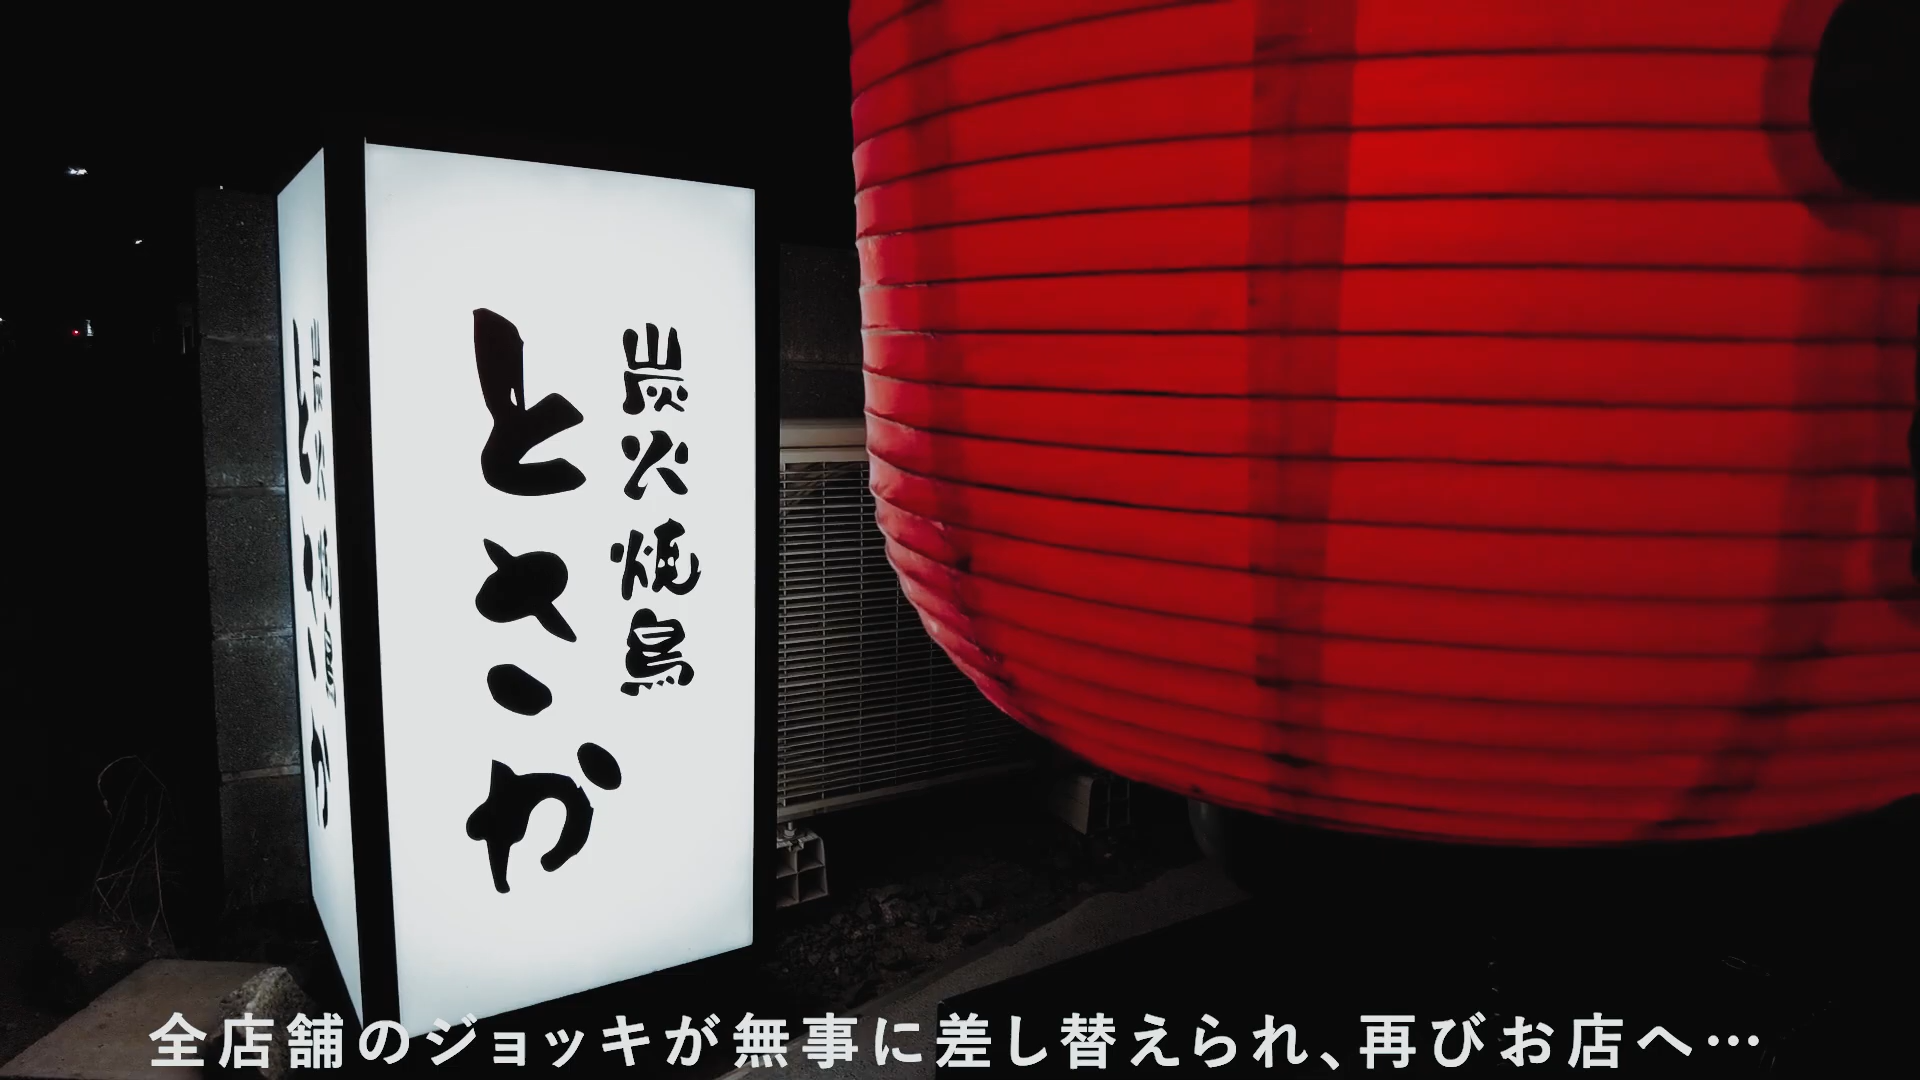 炭火焼鳥
とさか
全店舗のジョッキが無事に差し替えられ、再びお店へ…